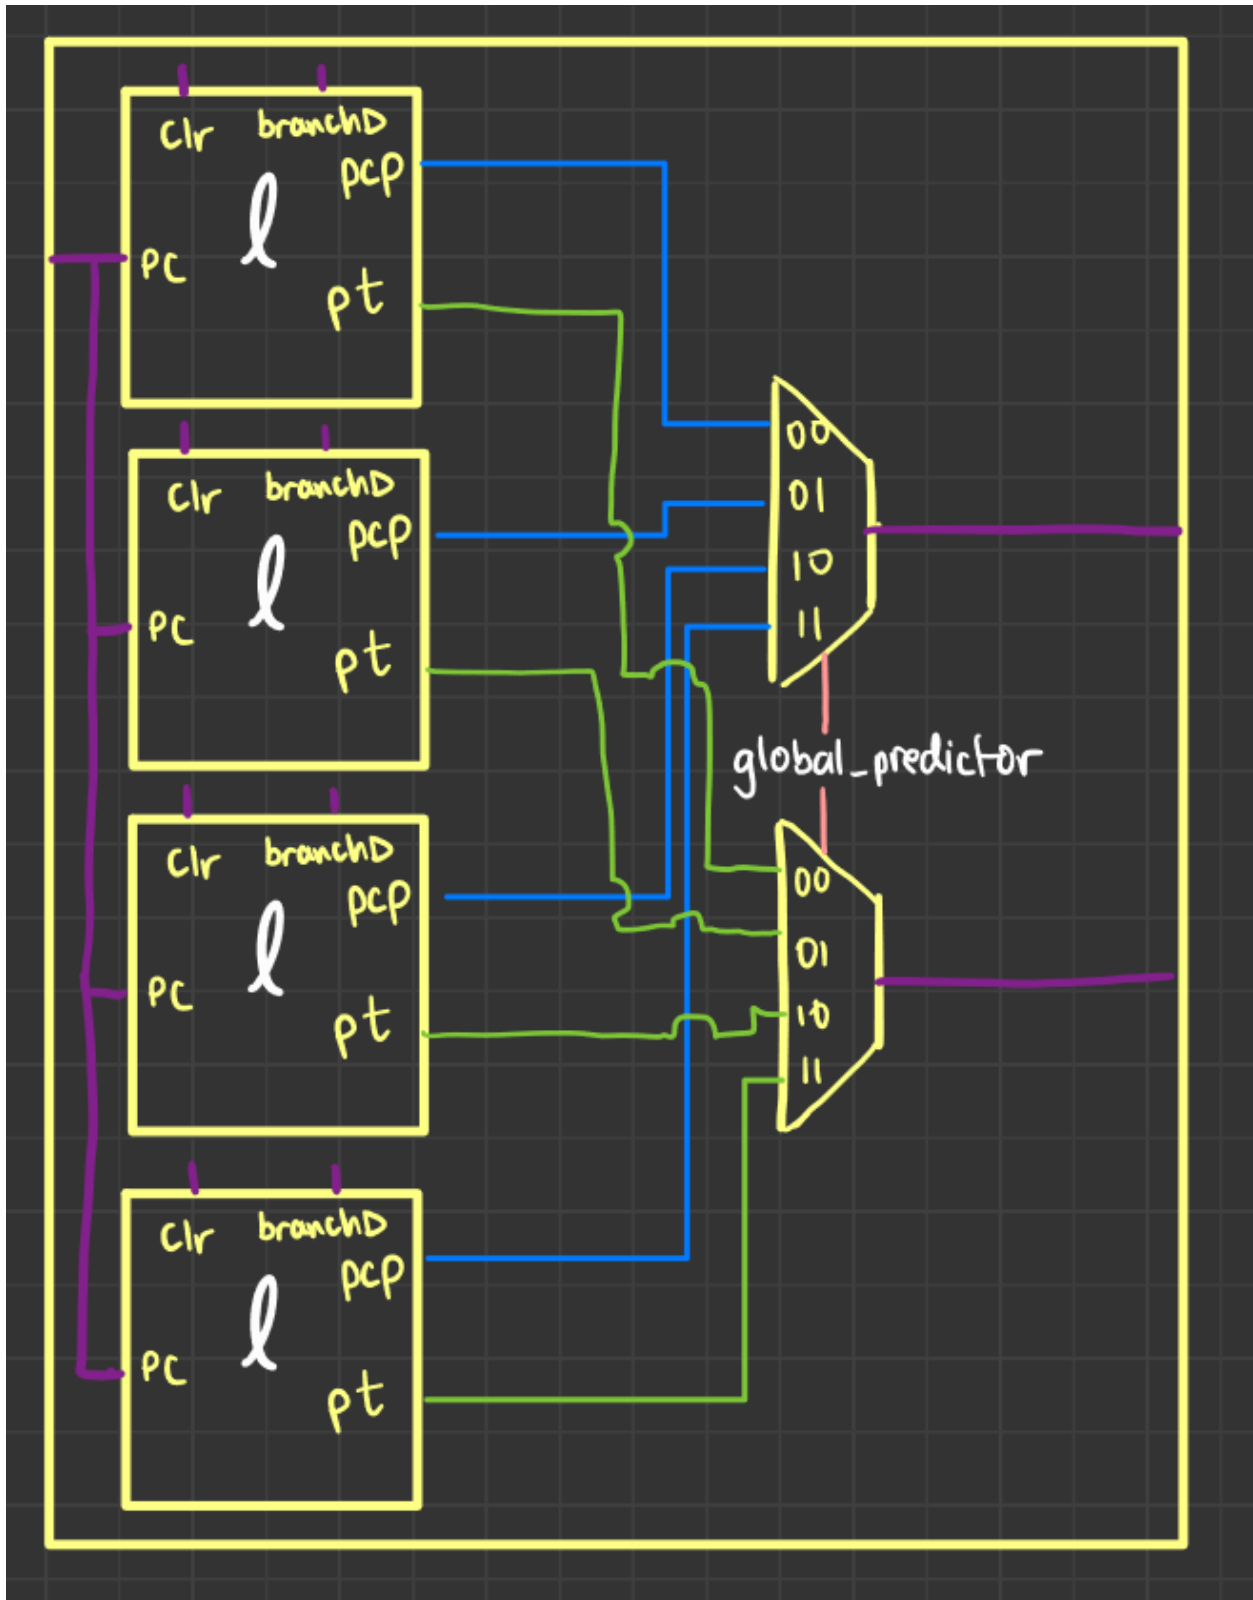 Clr branchD
pcp
l
PC
pt
Clr branchD
pcp
l
PC
pt
00
01
10
11
global_predictor
Clr branchD
pcp
l
PC
pt
00
01
10
11
Clr branchD
pcp
l
PC
pt